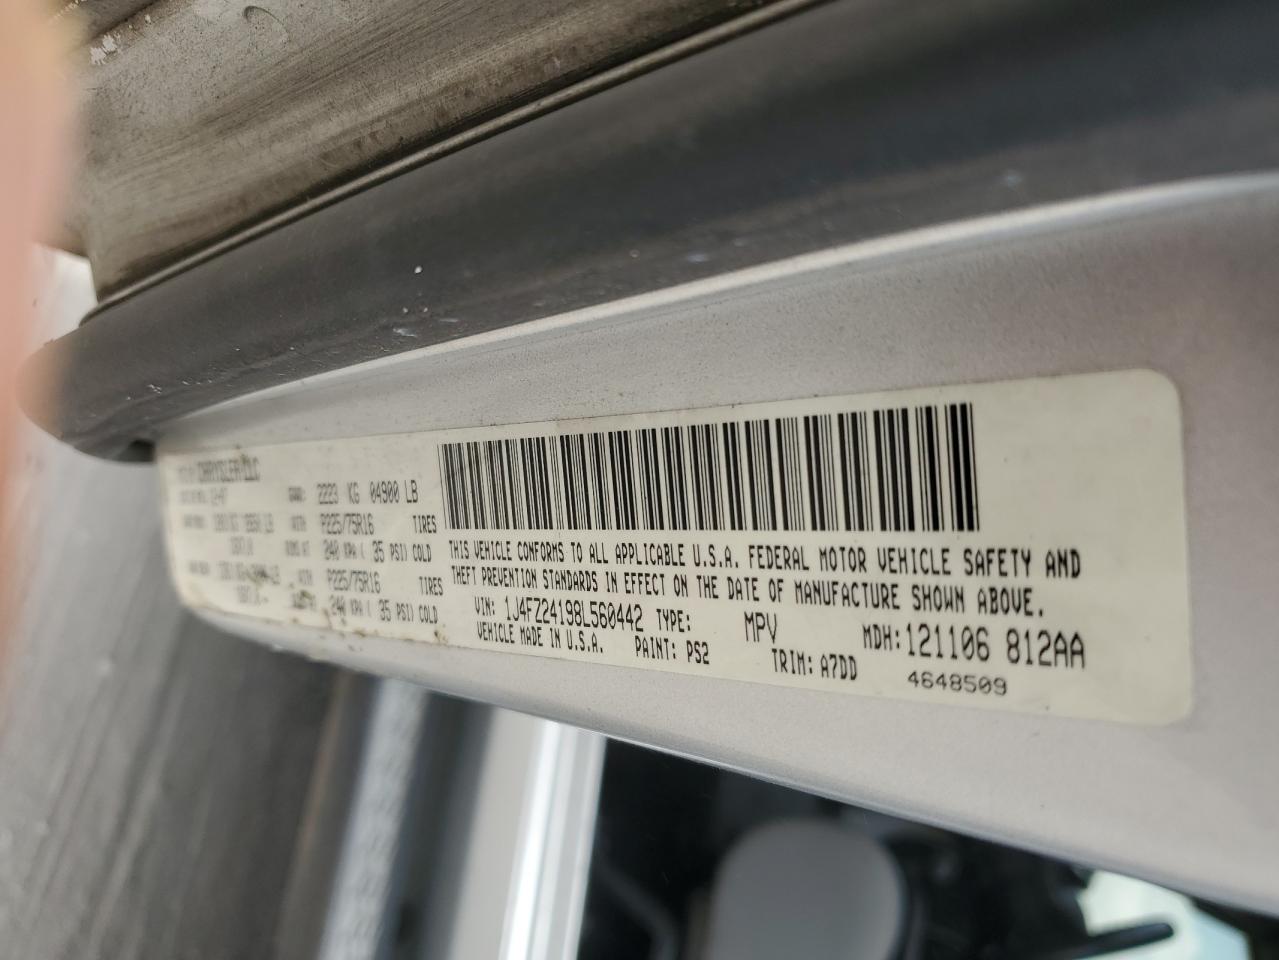 CHRYSLER LLC
2223 KG 04900 LB
P225/75R16 TIRES
240 KPA ( 35 PSI) COLD
P225/75R16 TIRES
240 KPA ( 35 PSI) COLD
THIS VEHICLE CONFORMS TO ALL APPLICABLE U.S.A. FEDERAL MOTOR VEHICLE SAFETY AND
THEFT PREVENTION STANDARDS IN EFFECT ON THE DATE OF MANUFACTURE SHOWN ABOVE.
VIN: 1J4FZ24198L560442 TYPE: MPV MDH: 121106 812AA
VEHICLE MADE IN U.S.A. PAINT: PS2 TRIM: A7DD 4648509